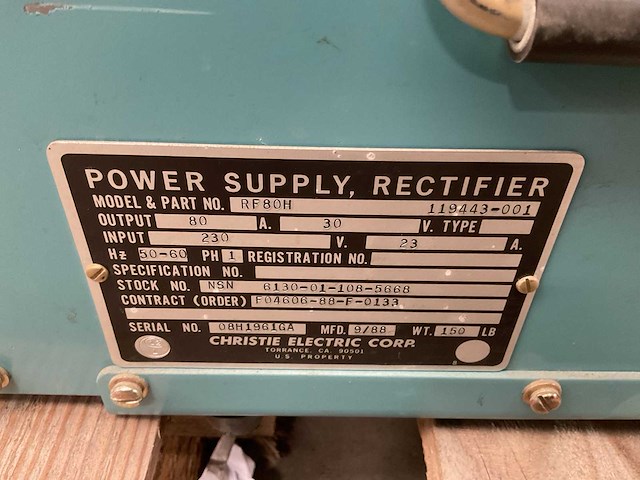 POWER SUPPLY, RECTIFIER
MODEL & PART NO. RF80H 119443-001
OUTPUT 80 A. 30 V. TYPE
INPUT 230 V. 23 A.
Hz 50-60 PH 1 REGISTRATION NO.
SPECIFICATION NO.
STOCK NO. NSN 6130-01-108-5668
CONTRACT (ORDER) F04606-88-F-0133
SERIAL NO. 08H1961GA MFD. 9/88 WT. 150 LB
CHRISTIE ELECTRIC CORP.
TORRANCE, CA. 90501
U.S. PROPERTY